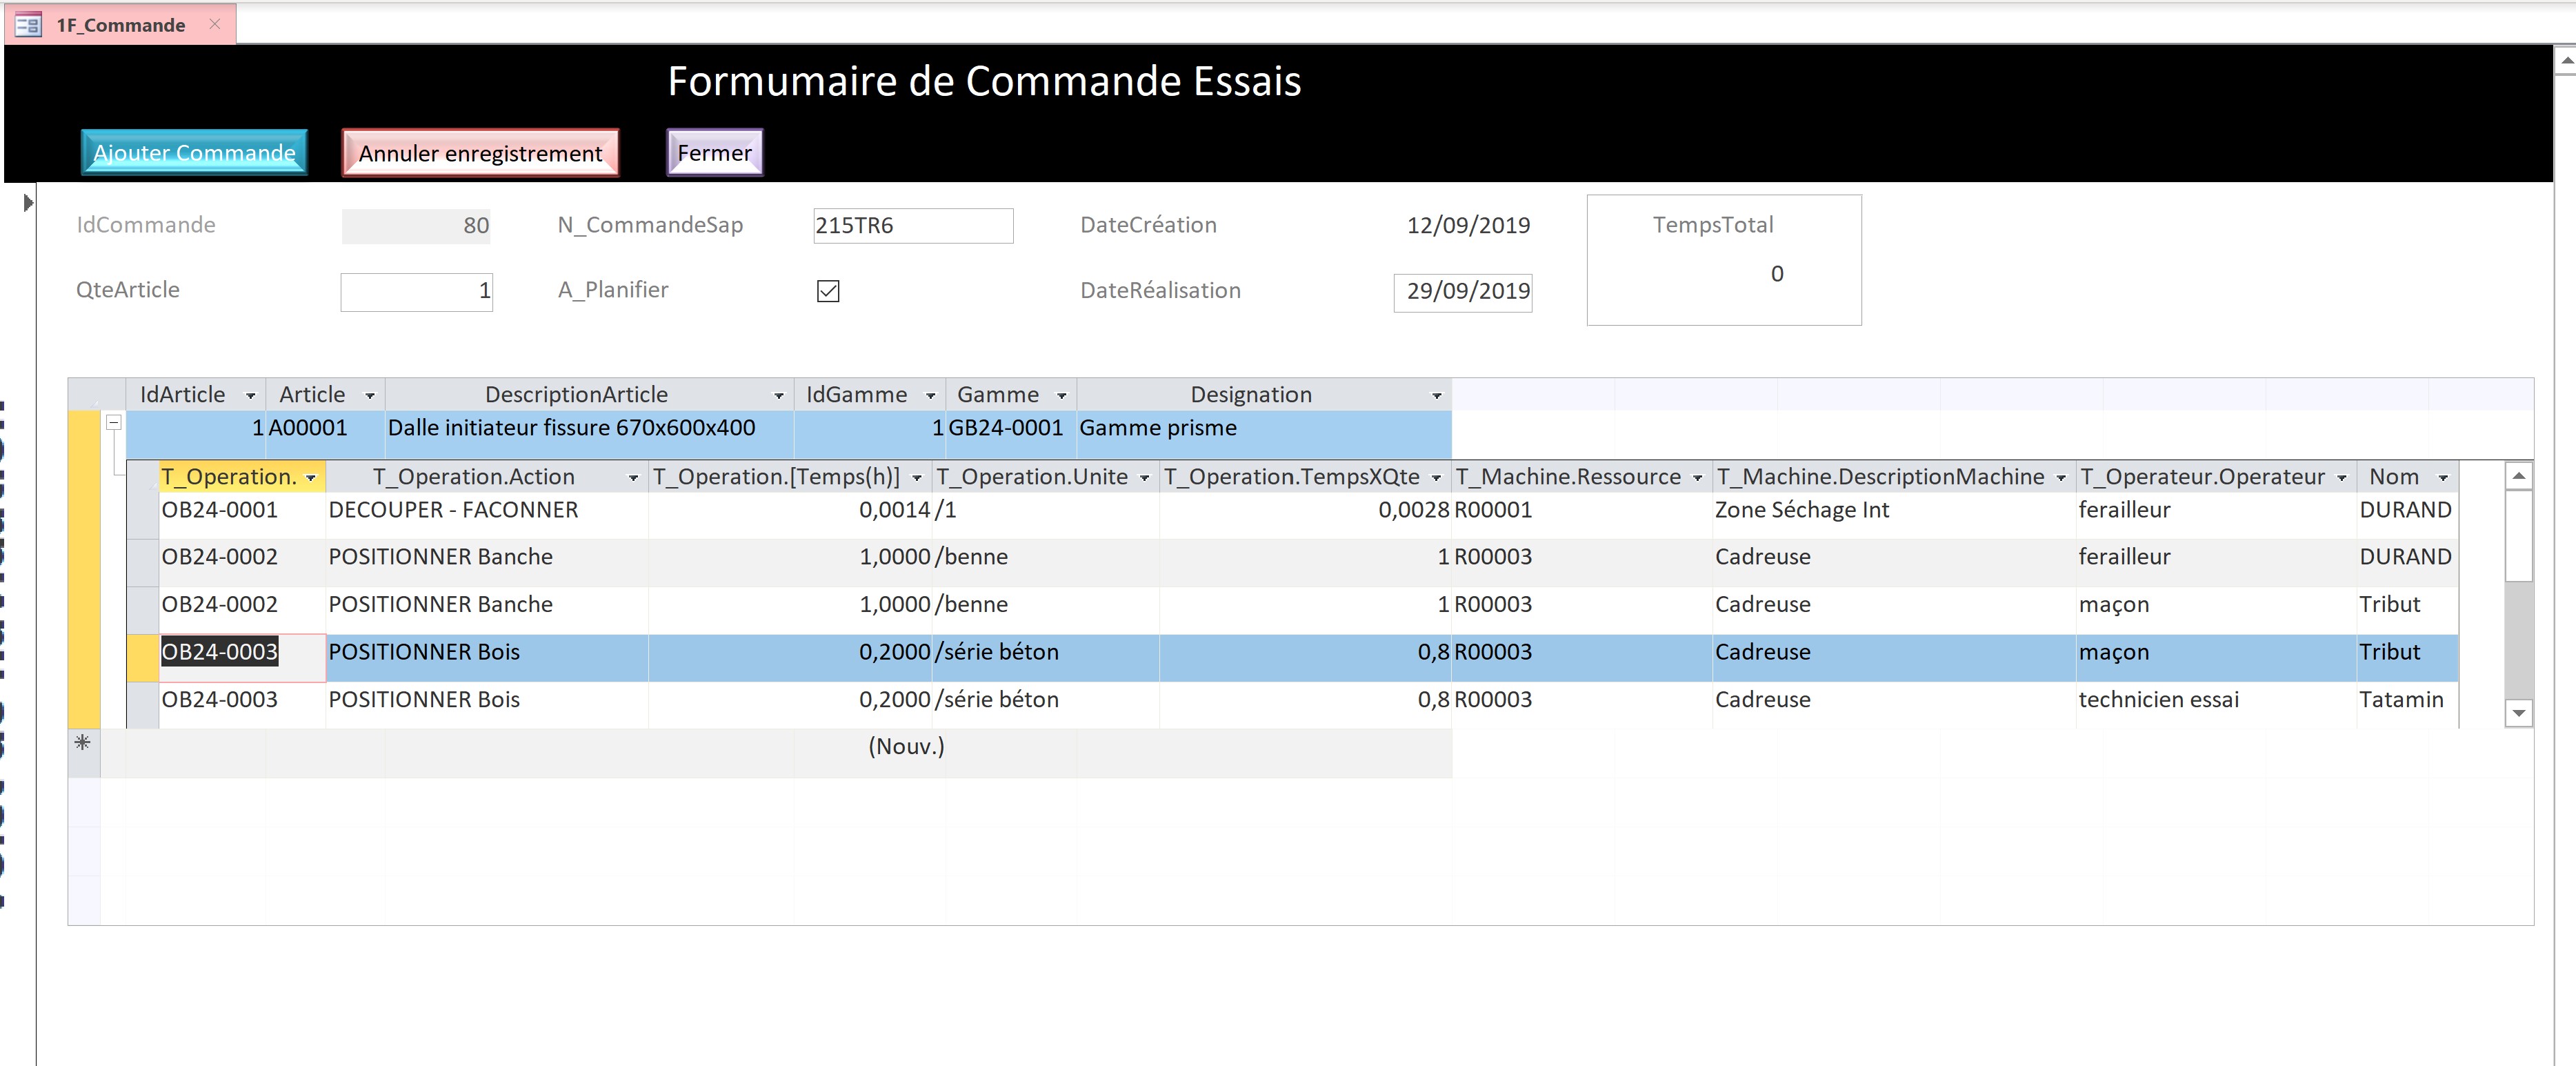 1F_Commande
Formumaire de Commande Essais
Ajouter Commande Annuler enregistrement Fermer
IdCommande 80 N_CommandeSap 215TR6 DateCréation 12/09/2019 TempsTotal
0
QteArticle 1 A_Planifier DateRéalisation 29/09/2019
IdArticle Article DescriptionArticle IdGamme Gamme Designation
1 A00001 Dalle initiateur fissure 670x600x400 1 GB24-0001 Gamme prisme
T_Operation. T_Operation.Action T_Operation.[Temps(h)] T_Operation.Unite T_Operation.TempsXQte T_Machine.Ressource T_Machine.DescriptionMachine T_Operateur.Operateur Nom
OB24-0001 DECOUPER - FACONNER 0,0014 /1 0,0028 R00001 Zone Séchage Int ferailleur DURAND
OB24-0002 POSITIONNER Banche 1,0000 /benne 1 R00003 Cadreuse ferailleur DURAND
OB24-0002 POSITIONNER Banche 1,0000 /benne 1 R00003 Cadreuse maçon Tribut
OB24-0003 POSITIONNER Bois 0,2000 /série béton 0,8 R00003 Cadreuse maçon Tribut
OB24-0003 POSITIONNER Bois 0,2000 /série béton 0,8 R00003 Cadreuse technicien essai Tatamin
(Nouv.)